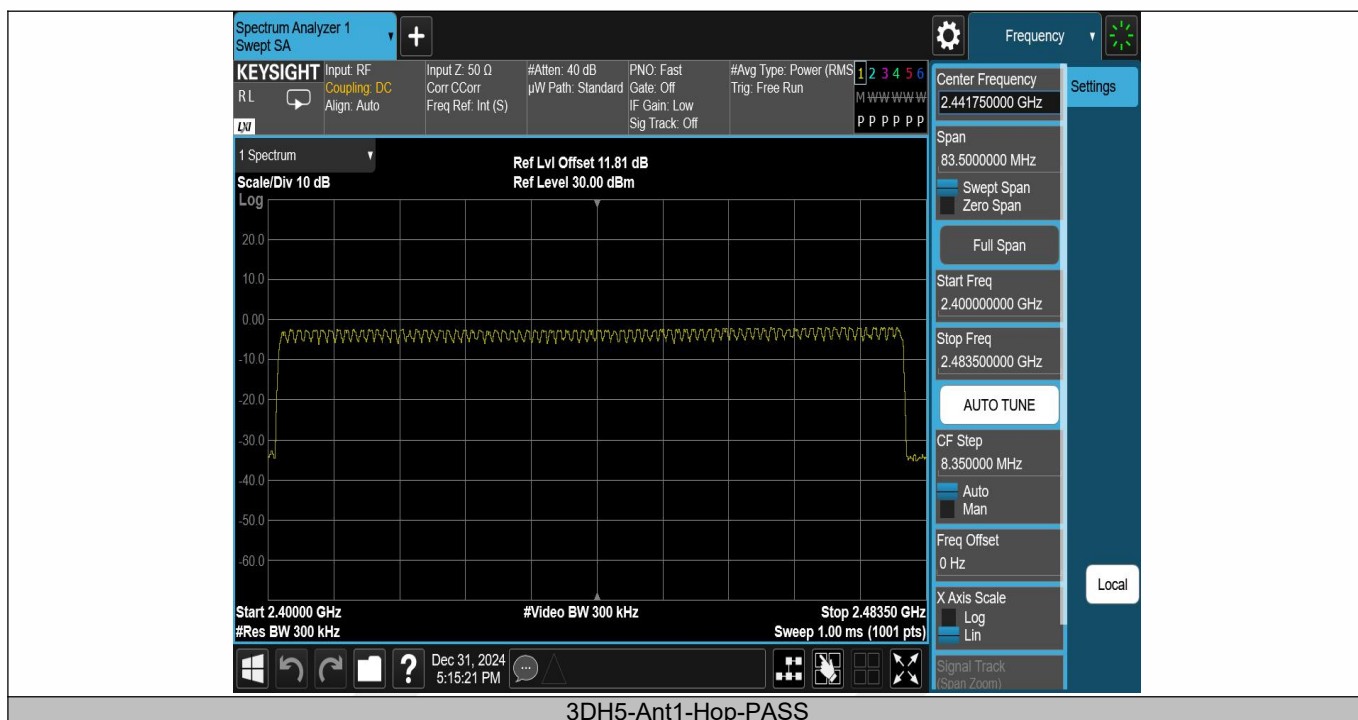 Spectrum Analyzer 1
Swept SA
+
Frequency
KEYSIGHT
RL
LXI
Input: RF
Coupling: DC
Align: Auto
Input Z: 50 Ω
Corr CCorr
Freq Ref: Int (S)
#Atten: 40 dB
µW Path: Standard
PNO: Fast
Gate: Off
IF Gain: Low
Sig Track: Off
#Avg Type: Power (RMS
Trig: Free Run
1 2 3 4 5 6
M W W W W W
P P P P P P
1 Spectrum
Scale/Div 10 dB
Log
Ref Lvl Offset 11.81 dB
Ref Level 30.00 dBm
20.0
10.0
0.00
-10.0
-20.0
-30.0
-40.0
-50.0
-60.0
Start 2.40000 GHz
#Res BW 300 kHz
#Video BW 300 kHz
Stop 2.48350 GHz
Sweep 1.00 ms (1001 pts)
Center Frequency
2.441750000 GHz
Settings
Span
83.5000000 MHz
Swept Span
Zero Span
Full Span
Start Freq
2.400000000 GHz
Stop Freq
2.483500000 GHz
AUTO TUNE
CF Step
8.350000 MHz
Auto
Man
Freq Offset
0 Hz
X Axis Scale
Log
Lin
Local
Signal Track
(Span Zoom)
?
Dec 31, 2024
5:15:21 PM
3DH5-Ant1-Hop-PASS